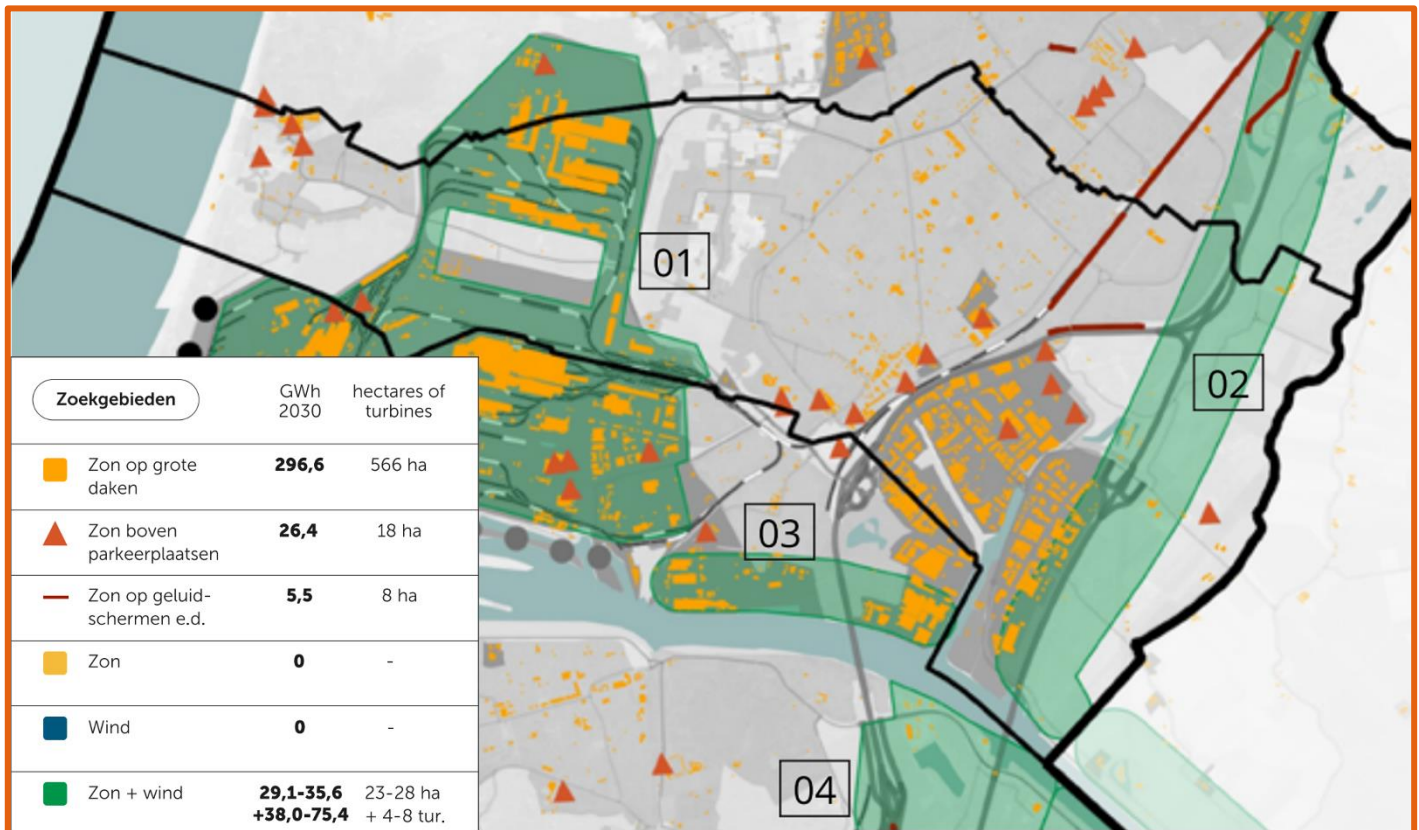 01
02
03
04
Zoekgebieden
GWh
2030
hectares of
turbines
Zon op grote
daken
296,6
566 ha
Zon boven
parkeerplaatsen
26,4
18 ha
Zon op geluid-
schermen e.d.
5,5
8 ha
Zon
0
-
Wind
0
-
Zon + wind
29,1-35,6
+38,0-75,4
23-28 ha
+ 4-8 tur.